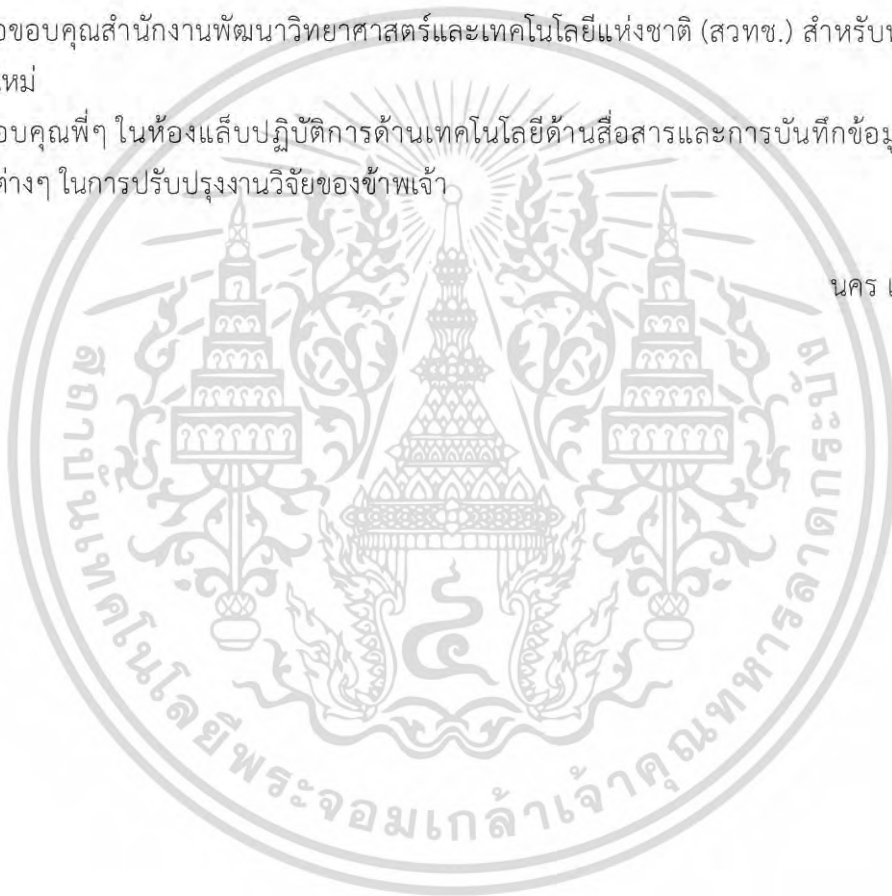 ขอบคุณสำนักงานพัฒนาวิทยาศาสตร์และเทคโนโลยีแห่งชาติ (สวทช.) สำหรับ
ใหม่
ขอบคุณพี่ๆ ในห้องแล็บปฏิบัติการด้านเทคโนโลยีด้านสื่อสารและการบันทึกข้อมู
ต่างๆ ในการปรับปรุงงานวิจัยของข้าพเจ้า
นคร
สถาบันเทคโนโลยีพระจอมเกล้าเจ้าคุณทหารลาดกระบัง
๔